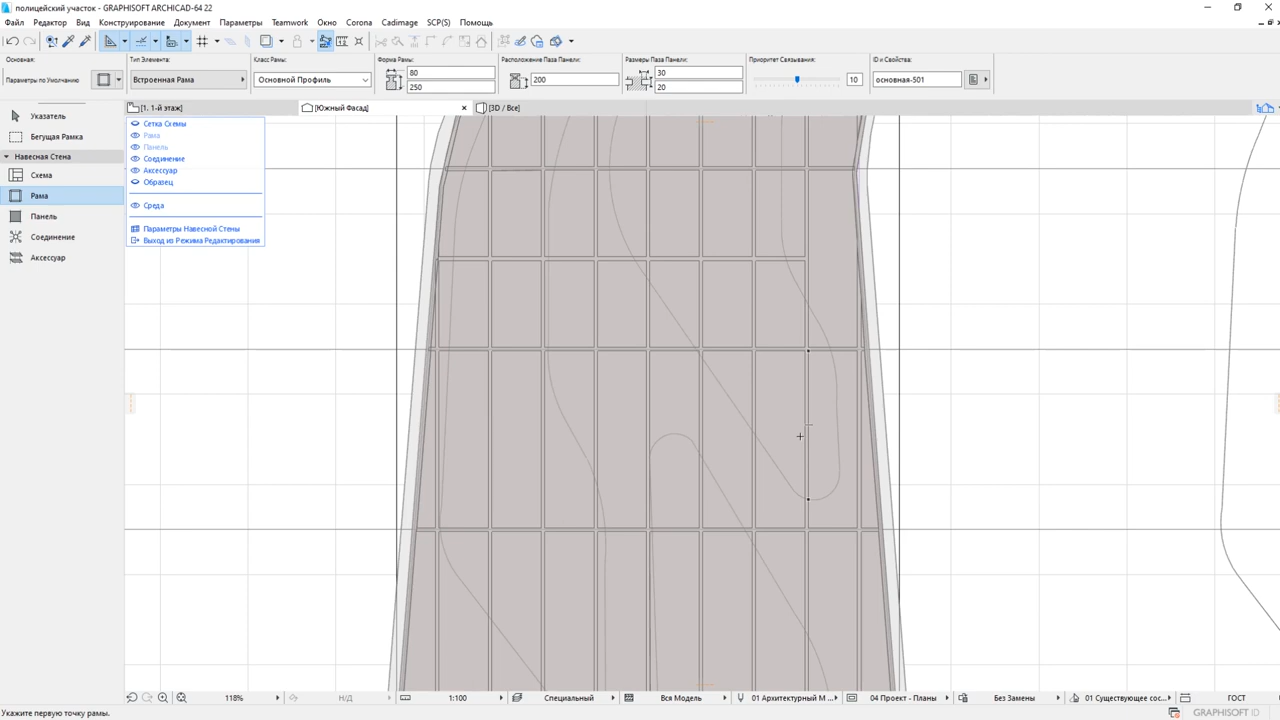 полицейский участок - GRAPHISOFT ARCHICAD-64 22
Файл Редактор Вид Конструирование Документ Параметры Teamwork Окно Corona Cadimage SCP(S) Помощь
Основная: Тип Элемента: Класс Рамы: Форма Рамы: Расположение Паза Панели: Размеры Паза Панели: Приоритет Связывания: ID и Свойства:
Параметры по Умолчанию Встроенная Рама Основной Профиль 80 250 200 30 20 10 основная-501
[1. 1-й этаж] [Южный Фасад] [3D / Все]
Указатель
Бегущая Рамка
Навесная Стена
Схема
Рама
Панель
Соединение
Аксессуар
Сетка Схемы
Рама
Панель
Соединение
Аксессуар
Образец
Среда
Параметры Навесной Стены
Выход из Режима Редактирования
118% Н/Д 1:100 Специальный Вся Модель 01 Архитектурный М... 04 Проект - Планы Без Замены 01 Существующее сос... ГОСТ
Укажите первую точку рамы. GRAPHISOFT ID